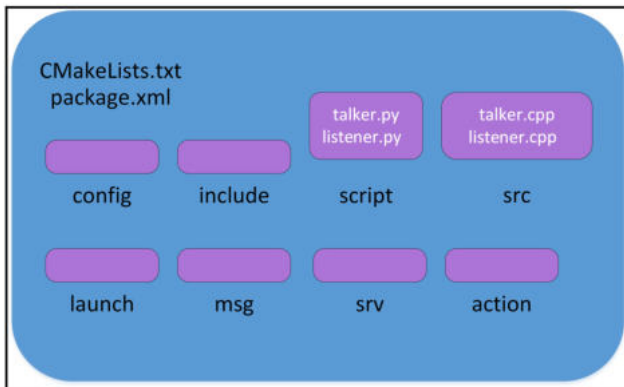 CMakeLists.txt
package.xml
talker.py
listener.py
talker.cpp
listener.cpp
config
include
script
src
launch
msg
srv
action